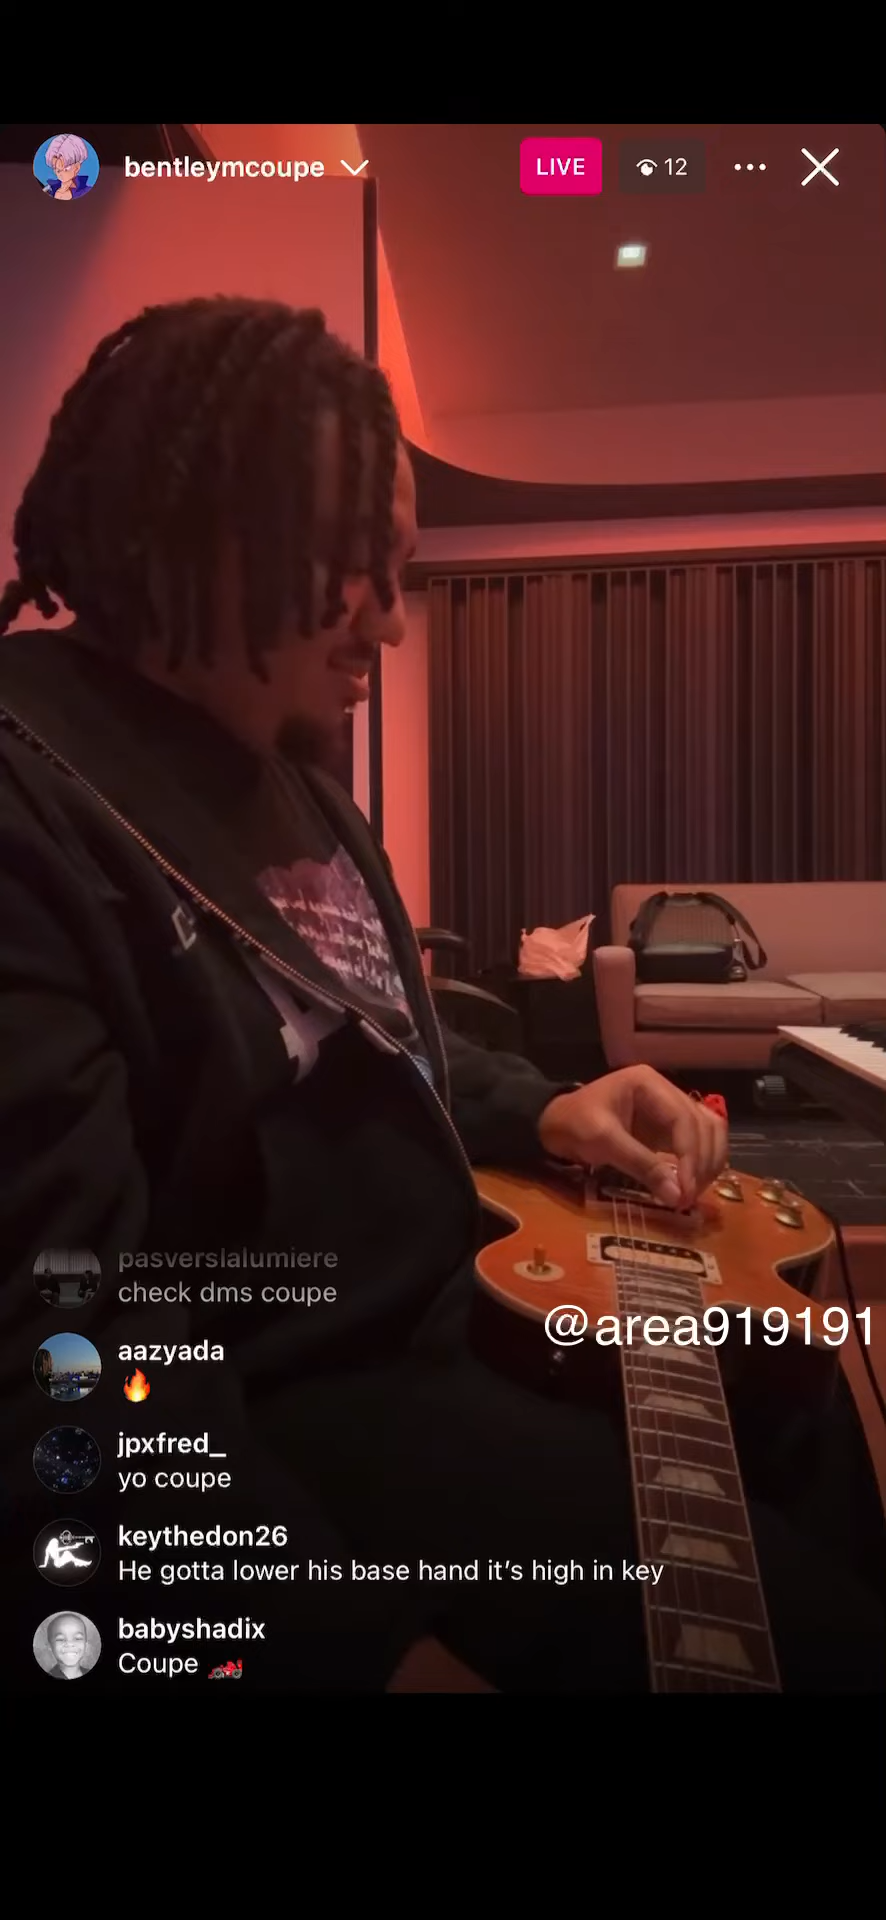 bentleymcoupe
LIVE
12
pasverslalumiere
check dms coupe
aazyada
🔥
@area919191
jpxfred_
yo coupe
keythedon26
He gotta lower his base hand it’s high in key
babyshadix
Coupe 🏎️